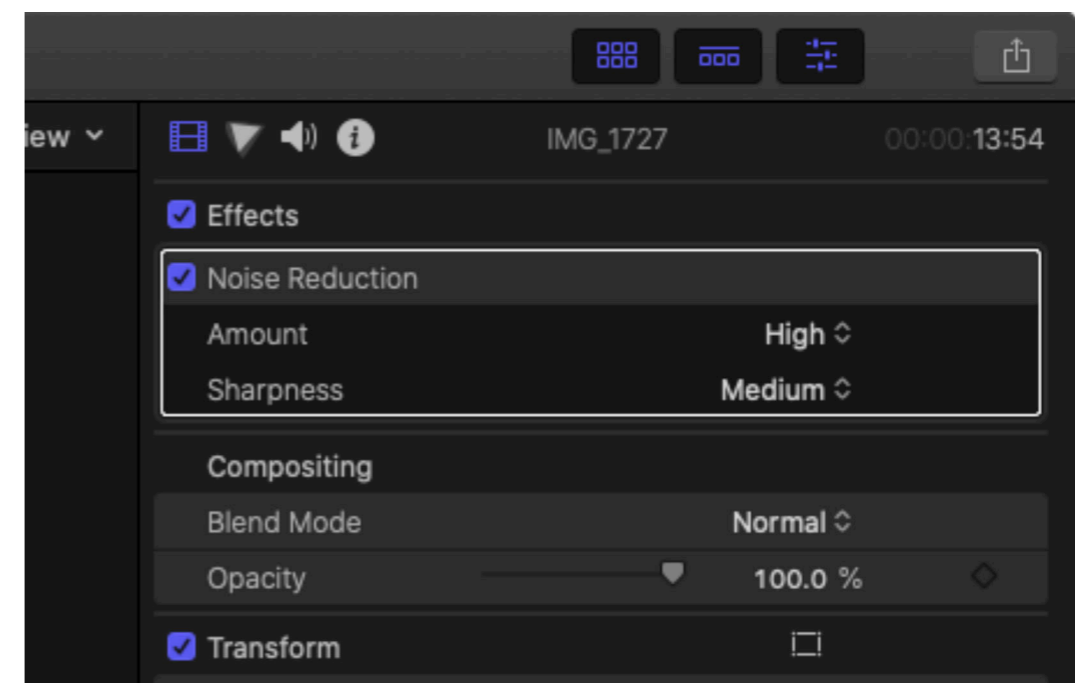 iew
IMG_1727 00:00:13:54
Effects
Noise Reduction
Amount High
Sharpness Medium
Compositing
Blend Mode Normal
Opacity 100.0 %
Transform